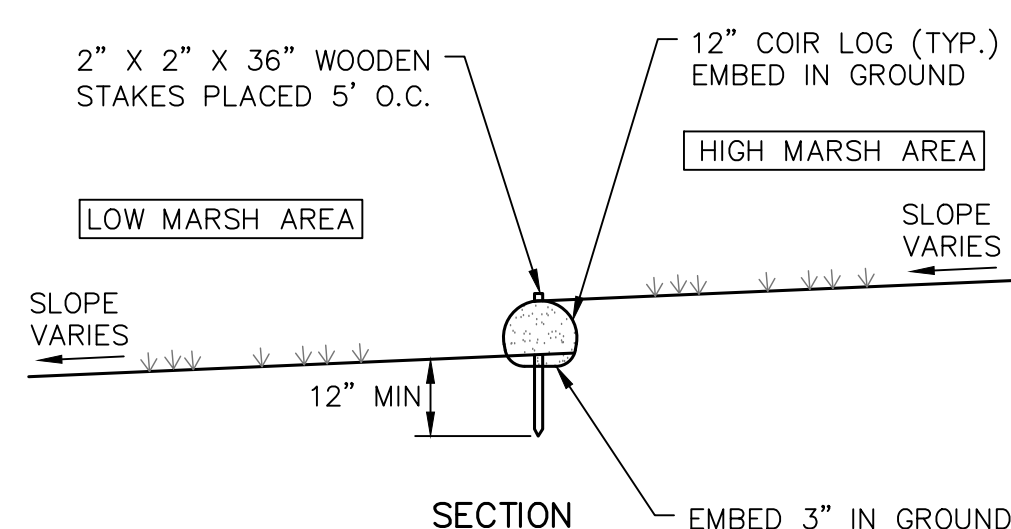 2” X 2” X 36” WOODEN
STAKES PLACED 5’ O.C.
12” COIR LOG (TYP.)
EMBED IN GROUND
HIGH MARSH AREA
LOW MARSH AREA
SLOPE
VARIES
SLOPE
VARIES
12” MIN
SECTION
EMBED 3” IN GROUND